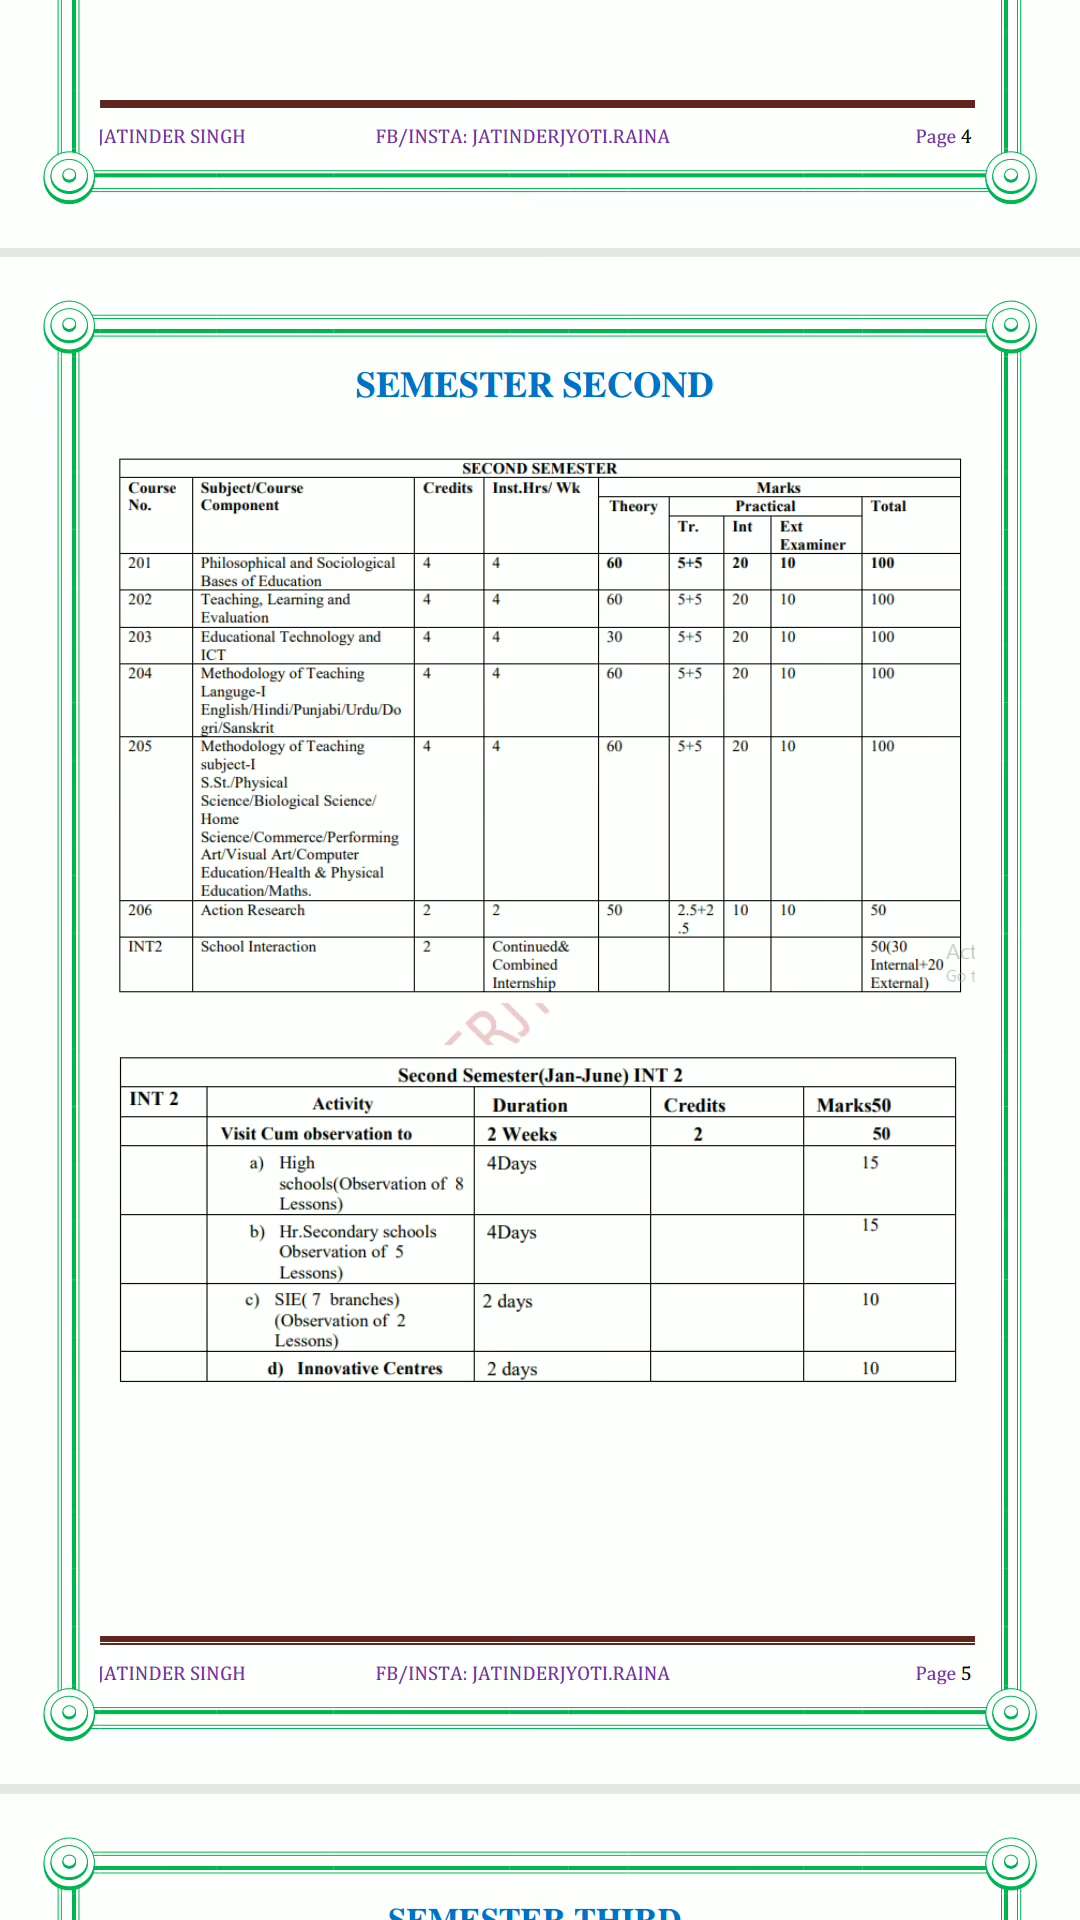 JATINDER SINGH FB/INSTA: JATINDERJYOTI.RAINA Page 4
SEMESTER SECOND
SECOND SEMESTER
Course No. Subject/Course Component Credits Inst.Hrs/ Wk Marks
Theory Practical Total
Tr. Int Ext Examiner
201 Philosophical and Sociological 4 4 60 5+5 20 10 100
Bases of Education
202 Teaching, Learning and 4 4 60 5+5 20 10 100
Evaluation
203 Educational Technology and 4 4 30 5+5 20 10 100
ICT
204 Methodology of Teaching 4 4 60 5+5 20 10 100
Languge-I
English/Hindi/Punjabi/Urdu/Do
gri/Sanskrit
205 Methodology of Teaching 4 4 60 5+5 20 10 100
subject-I
S.St./Physical
Science/Biological Science/
Home
Science/Commerce/Performing
Art/Visual Art/Computer
Education/Health & Physical
Education/Maths.
206 Action Research 2 2 50 2.5+2 10 10 50
.5
INT2 School Interaction 2 Continued& 50(30
Combined Internal+20
Internship External)
Act
Go t
ERJY
Second Semester(Jan-June) INT 2
INT 2 Activity Duration Credits Marks50
Visit Cum observation to 2 Weeks 2 50
a) High 4Days 15
schools(Observation of 8
Lessons)
b) Hr.Secondary schools 4Days 15
Observation of 5
Lessons)
c) SIE( 7 branches) 2 days 10
(Observation of 2
Lessons)
d) Innovative Centres 2 days 10
JATINDER SINGH FB/INSTA: JATINDERJYOTI.RAINA Page 5
SEMESTER THIRD